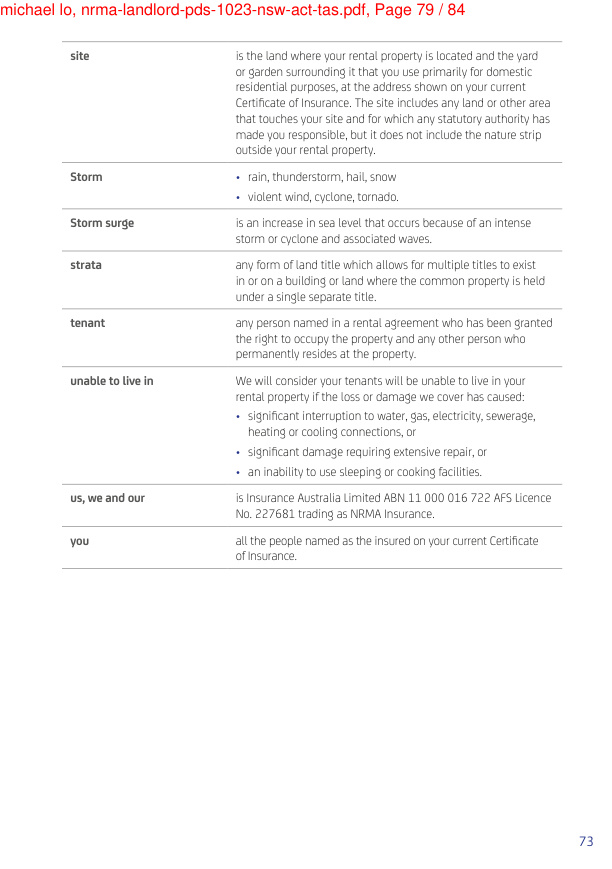 michael lo, nrma-landlord-pds-1023-nsw-act-tas.pdf, Page 79 / 84
site
is the land where your rental property is located and the yard
or garden surrounding it that you use primarily for domestic
residential purposes, at the address shown on your current
Certificate of Insurance. The site includes any land or other area
that touches your site and for which any statutory authority has
made you responsible, but it does not include the nature strip
outside your rental property.
Storm
• rain, thunderstorm, hail, snow
• violent wind, cyclone, tornado.
Storm surge
is an increase in sea level that occurs because of an intense
storm or cyclone and associated waves.
strata
any form of land title which allows for multiple titles to exist
in or on a building or land where the common property is held
under a single separate title.
tenant
any person named in a rental agreement who has been granted
the right to occupy the property and any other person who
permanently resides at the property.
unable to live in
We will consider your tenants will be unable to live in your
rental property if the loss or damage we cover has caused:
• significant interruption to water, gas, electricity, sewerage,
heating or cooling connections, or
• significant damage requiring extensive repair, or
• an inability to use sleeping or cooking facilities.
us, we and our
is Insurance Australia Limited ABN 11 000 016 722 AFS Licence
No. 227681 trading as NRMA Insurance.
you
all the people named as the insured on your current Certificate
of Insurance.
73